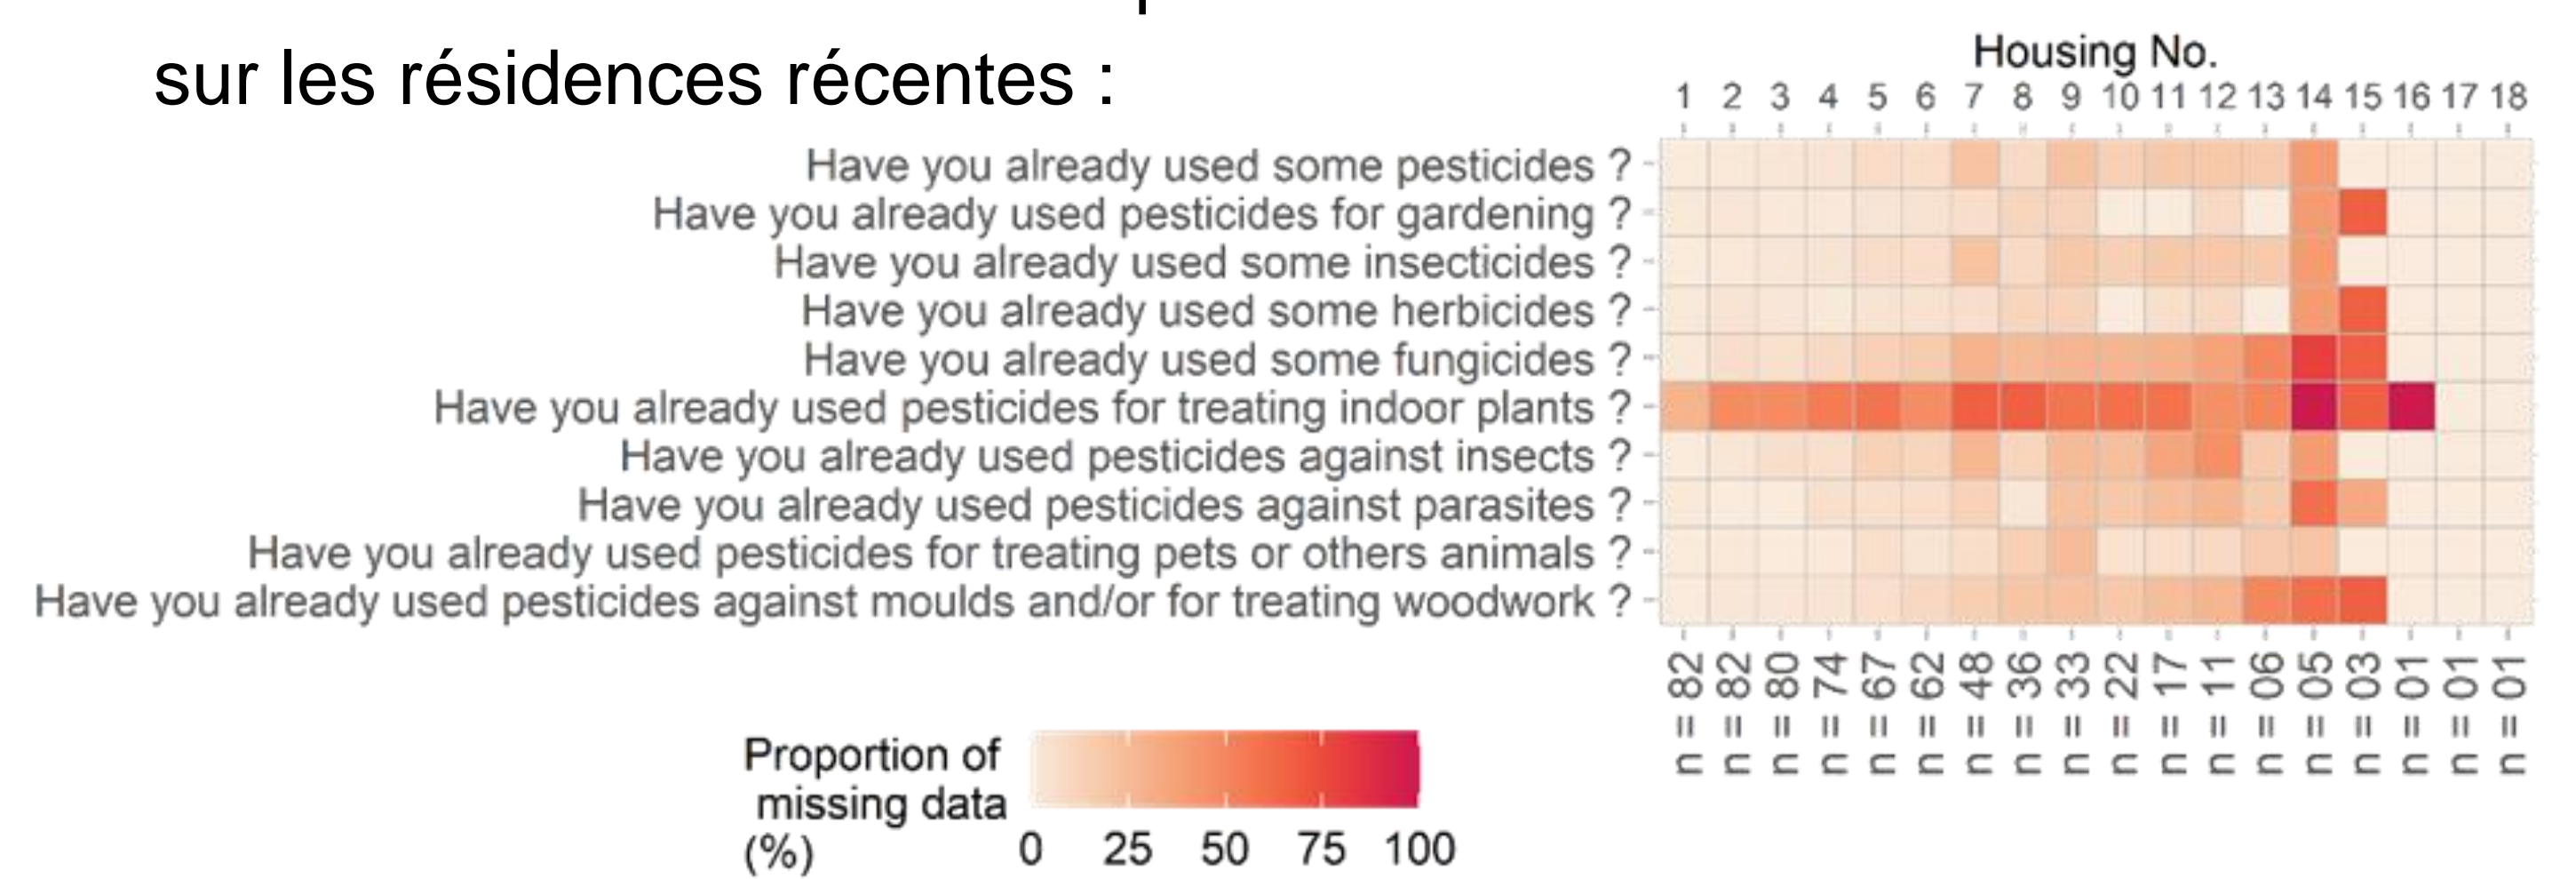 sur les résidences récentes :
Housing No.
1 2 3 4 5 6 7 8 9 10 11 12 13 14 15 16 17 18
Have you already used some pesticides ?
Have you already used pesticides for gardening ?
Have you already used some insecticides ?
Have you already used some herbicides ?
Have you already used some fungicides ?
Have you already used pesticides for treating indoor plants ?
Have you already used pesticides against insects ?
Have you already used pesticides against parasites ?
Have you already used pesticides for treating pets or others animals ?
Have you already used pesticides against moulds and/or for treating woodwork ?
n = 82
n = 82
n = 80
n = 74
n = 67
n = 62
n = 48
n = 36
n = 33
n = 22
n = 17
n = 11
n = 06
n = 05
n = 03
n = 01
n = 01
n = 01
Proportion of
missing data
(%)
0 25 50 75 100